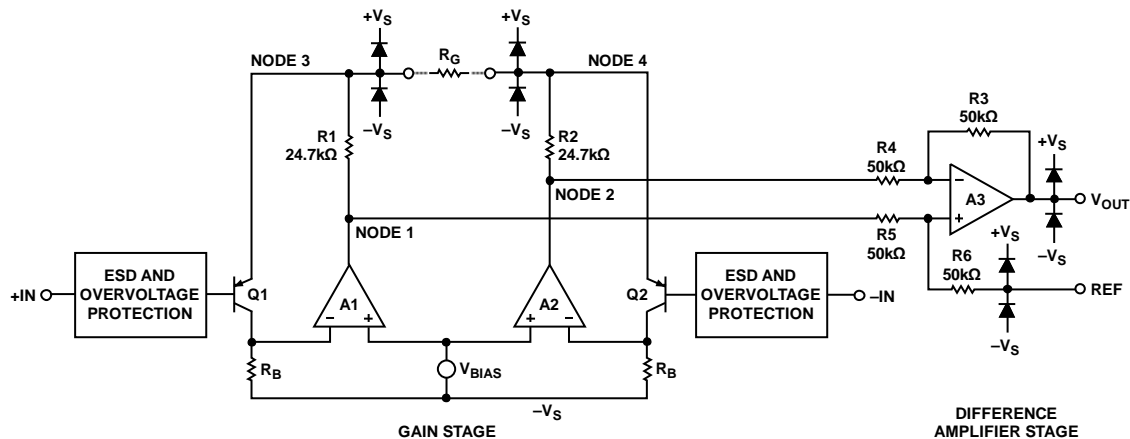 +VS
+VS
RG
NODE 3
NODE 4
–VS
–VS
R1
24.7kΩ
R2
24.7kΩ
R3
50kΩ
R4
50kΩ
+VS
NODE 2
–
A3
+
VOUT
NODE 1
R5
50kΩ
–VS
+VS
R6
50kΩ
REF
–VS
+IN
ESD AND
OVERVOLTAGE
PROTECTION
Q1
A1
– +
A2
+ –
Q2
ESD AND
OVERVOLTAGE
PROTECTION
–IN
RB
VBIAS
RB
–VS
GAIN STAGE
DIFFERENCE
AMPLIFIER STAGE